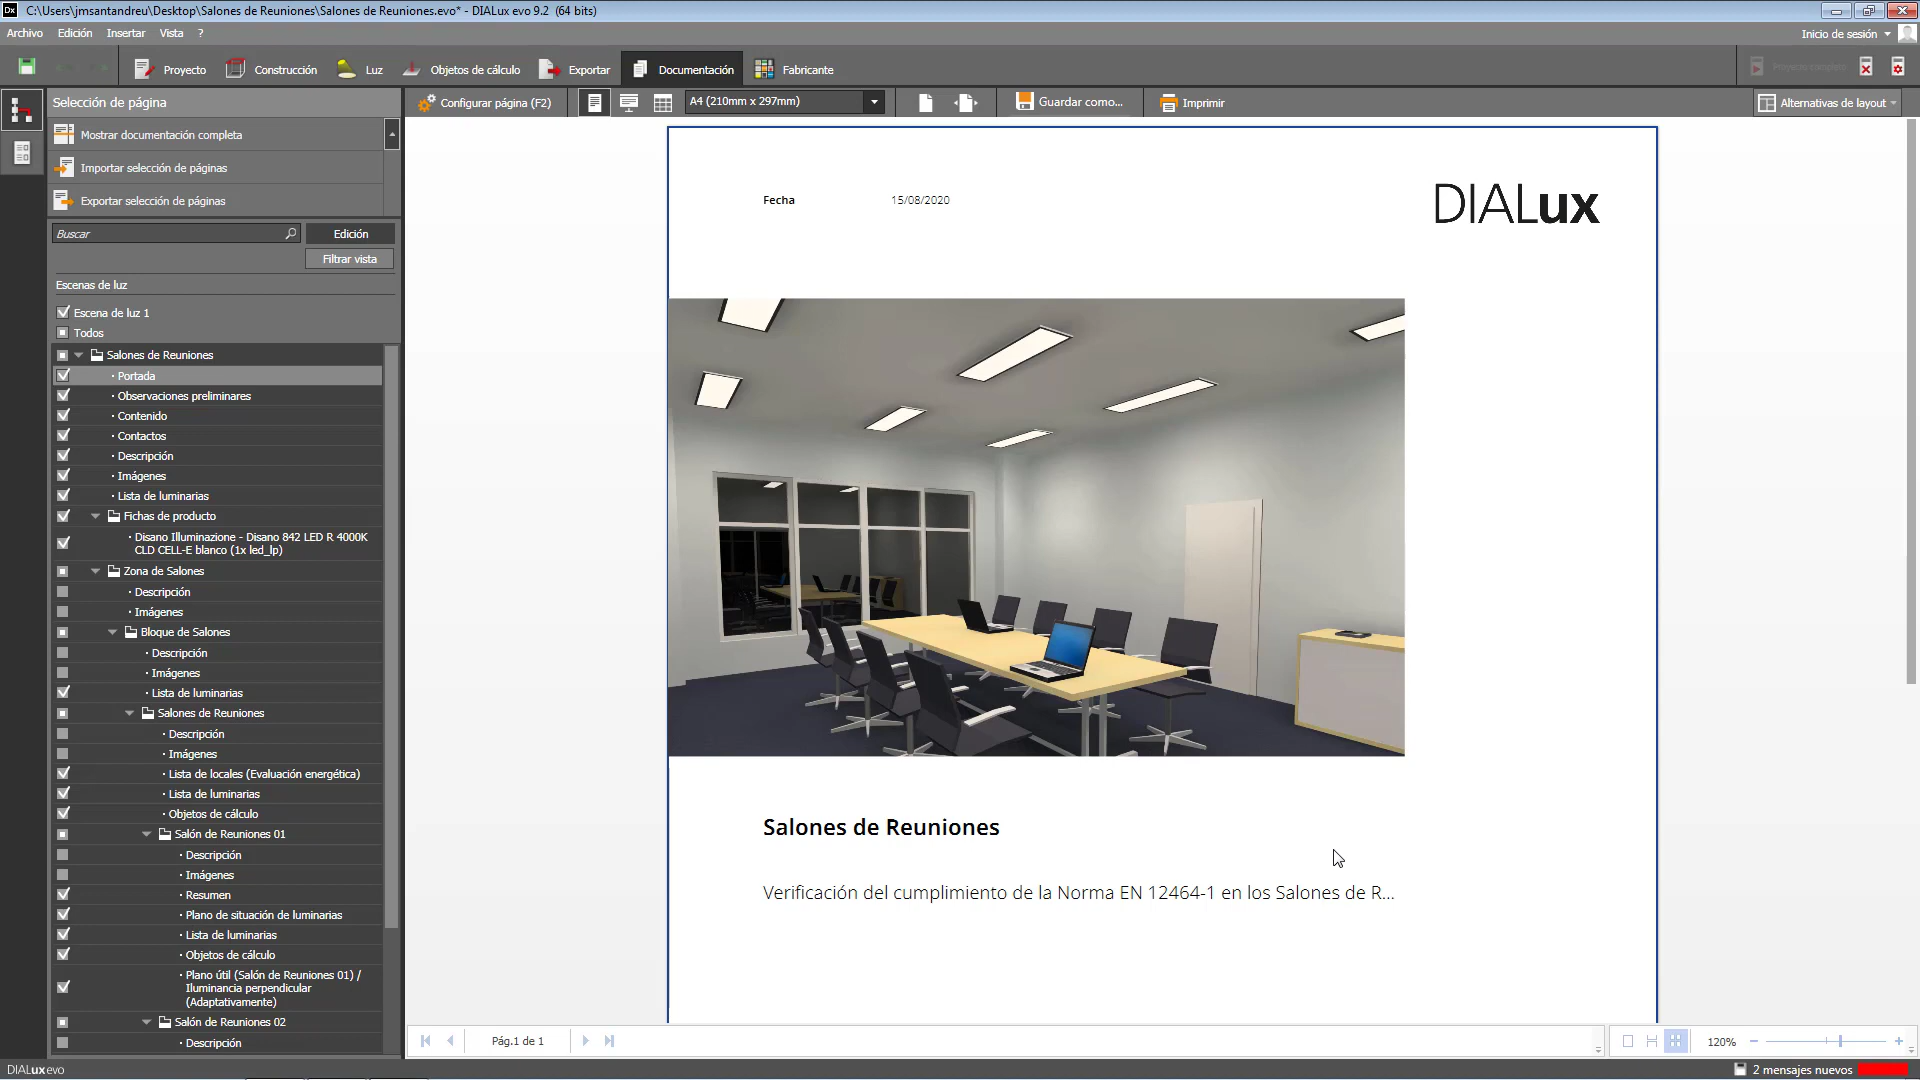 C:\Users\jmsantandreu\Desktop\Salones de Reuniones\Salones de Reuniones.evo* - DIALux evo 9.2 (64 bits)
Archivo Edición Insertar Vista ?
Inicio de sesión
Proyecto Construcción Luz Objetos de cálculo Exportar Documentación Fabricante
Proyecto completo
Selección de página
Configurar página (F2)
A4 (210mm x 297mm)
Guardar como...
Imprimir
Alternativas de layout
Mostrar documentación completa
Importar selección de páginas
Exportar selección de páginas
Buscar
Edición
Filtrar vista
Escenas de luz
Escena de luz 1
Todos
Salones de Reuniones
Portada
Observaciones preliminares
Contenido
Contactos
Descripción
Imágenes
Lista de luminarias
Fichas de producto
Disano Illuminazione - Disano 842 LED R 4000K
CLD CELL-E blanco (1x led_lp)
Zona de Salones
Descripción
Imágenes
Bloque de Salones
Descripción
Imágenes
Lista de luminarias
Salones de Reuniones
Descripción
Imágenes
Lista de locales (Evaluación energética)
Lista de luminarias
Objetos de cálculo
Salón de Reuniones 01
Descripción
Imágenes
Resumen
Plano de situación de luminarias
Lista de luminarias
Objetos de cálculo
Plano útil (Salón de Reuniones 01) /
Iluminancia perpendicular
(Adaptativamente)
Salón de Reuniones 02
Descripción
Fecha 15/08/2020
DIALux
Salones de Reuniones
Verificación del cumplimiento de la Norma EN 12464-1 en los Salones de R...
Pág.1 de 1
120%
DIALux evo
2 mensajes nuevos